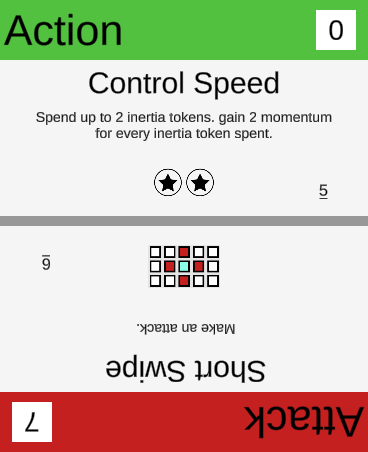 Action 0
Control Speed
Spend up to 2 inertia tokens. gain 2 momentum
for every inertia token spent.
5
Attack 7
Short Swipe
Make an attack.
6